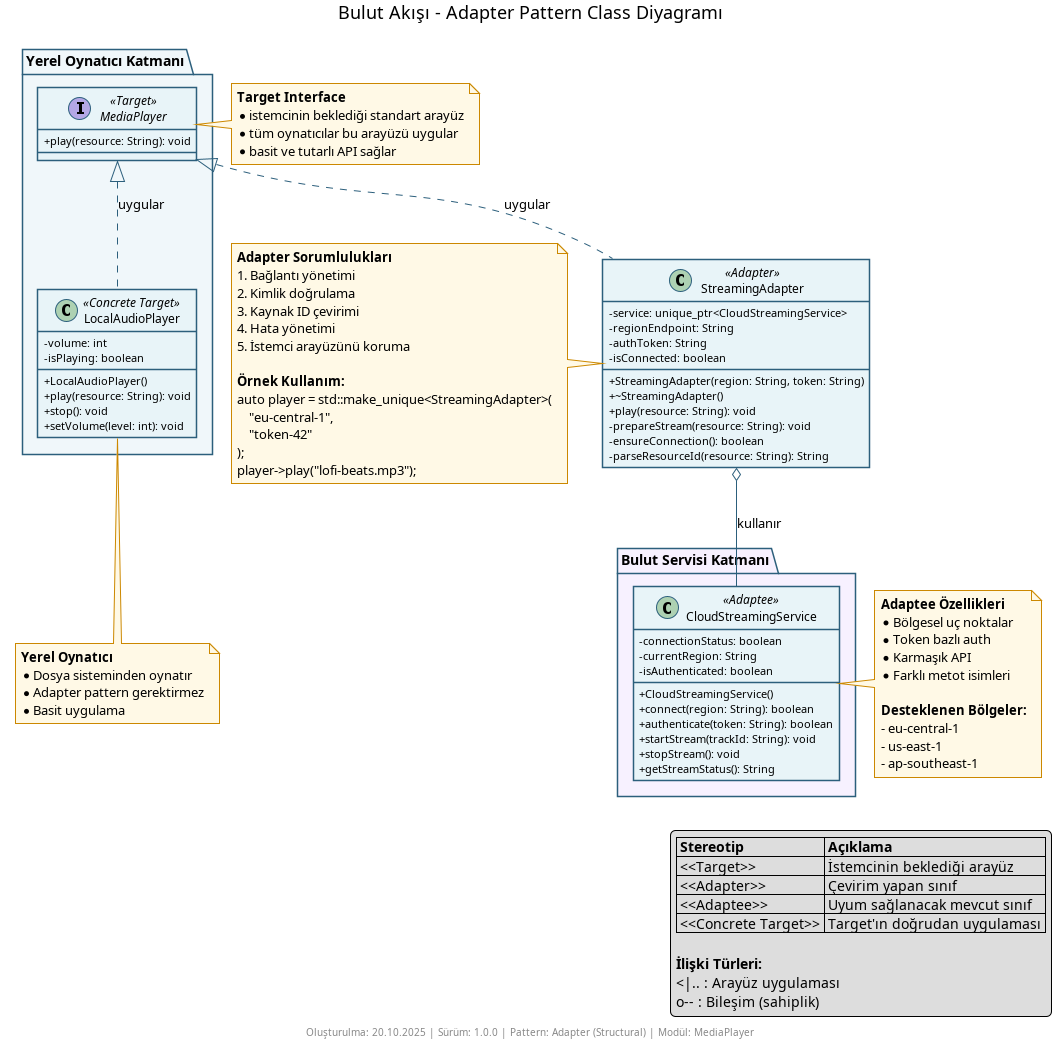 Bulut Akışı - Adapter Pattern Class Diyagramı
Yerel Oynatıcı Katmanı
«Target»
MediaPlayer
+play(resource: String): void
Target Interface
• istemcinin beklediği standart arayüz
• tüm oynatıcılar bu arayüzü uygular
• basit ve tutarlı API sağlar
uygular
uygular
«Concrete Target»
LocalAudioPlayer
-volume: int
-isPlaying: boolean
+LocalAudioPlayer()
+play(resource: String): void
+stop(): void
+setVolume(level: int): void
Adapter Sorumlulukları
1. Bağlantı yönetimi
2. Kimlik doğrulama
3. Kaynak ID çevirimi
4. Hata yönetimi
5. İstemci arayüzünü koruma
Örnek Kullanım:
auto player = std::make_unique<StreamingAdapter>(
"eu-central-1",
"token-42"
);
player->play("lofi-beats.mp3");
«Adapter»
StreamingAdapter
-service: unique_ptr<CloudStreamingService>
-regionEndpoint: String
-authToken: String
-isConnected: boolean
+StreamingAdapter(region: String, token: String)
+~StreamingAdapter()
+play(resource: String): void
-prepareStream(resource: String): void
-ensureConnection(): boolean
-parseResourceId(resource: String): String
kullanır
Bulut Servisi Katmanı
«Adaptee»
CloudStreamingService
-connectionStatus: boolean
-currentRegion: String
-isAuthenticated: boolean
+CloudStreamingService()
+connect(region: String): boolean
+authenticate(token: String): boolean
+startStream(trackId: String): void
+stopStream(): void
+getStreamStatus(): String
Adaptee Özellikleri
• Bölgesel uç noktalar
• Token bazlı auth
• Karmaşık API
• Farklı metot isimleri
Desteklenen Bölgeler:
- eu-central-1
- us-east-1
- ap-southeast-1
Yerel Oynatıcı
• Dosya sisteminden oynatır
• Adapter pattern gerektirmez
• Basit uygulama
Stereotip Açıklama
<<Target>> İstemcinin beklediği arayüz
<<Adapter>> Çevirim yapan sınıf
<<Adaptee>> Uyum sağlanacak mevcut sınıf
<<Concrete Target>> Target'ın doğrudan uygulaması
İlişki Türleri:
<|.. : Arayüz uygulaması
o-- : Bileşim (sahiplik)
Oluşturulma: 20.10.2025 | Sürüm: 1.0.0 | Pattern: Adapter (Structural) | Modül: MediaPlayer